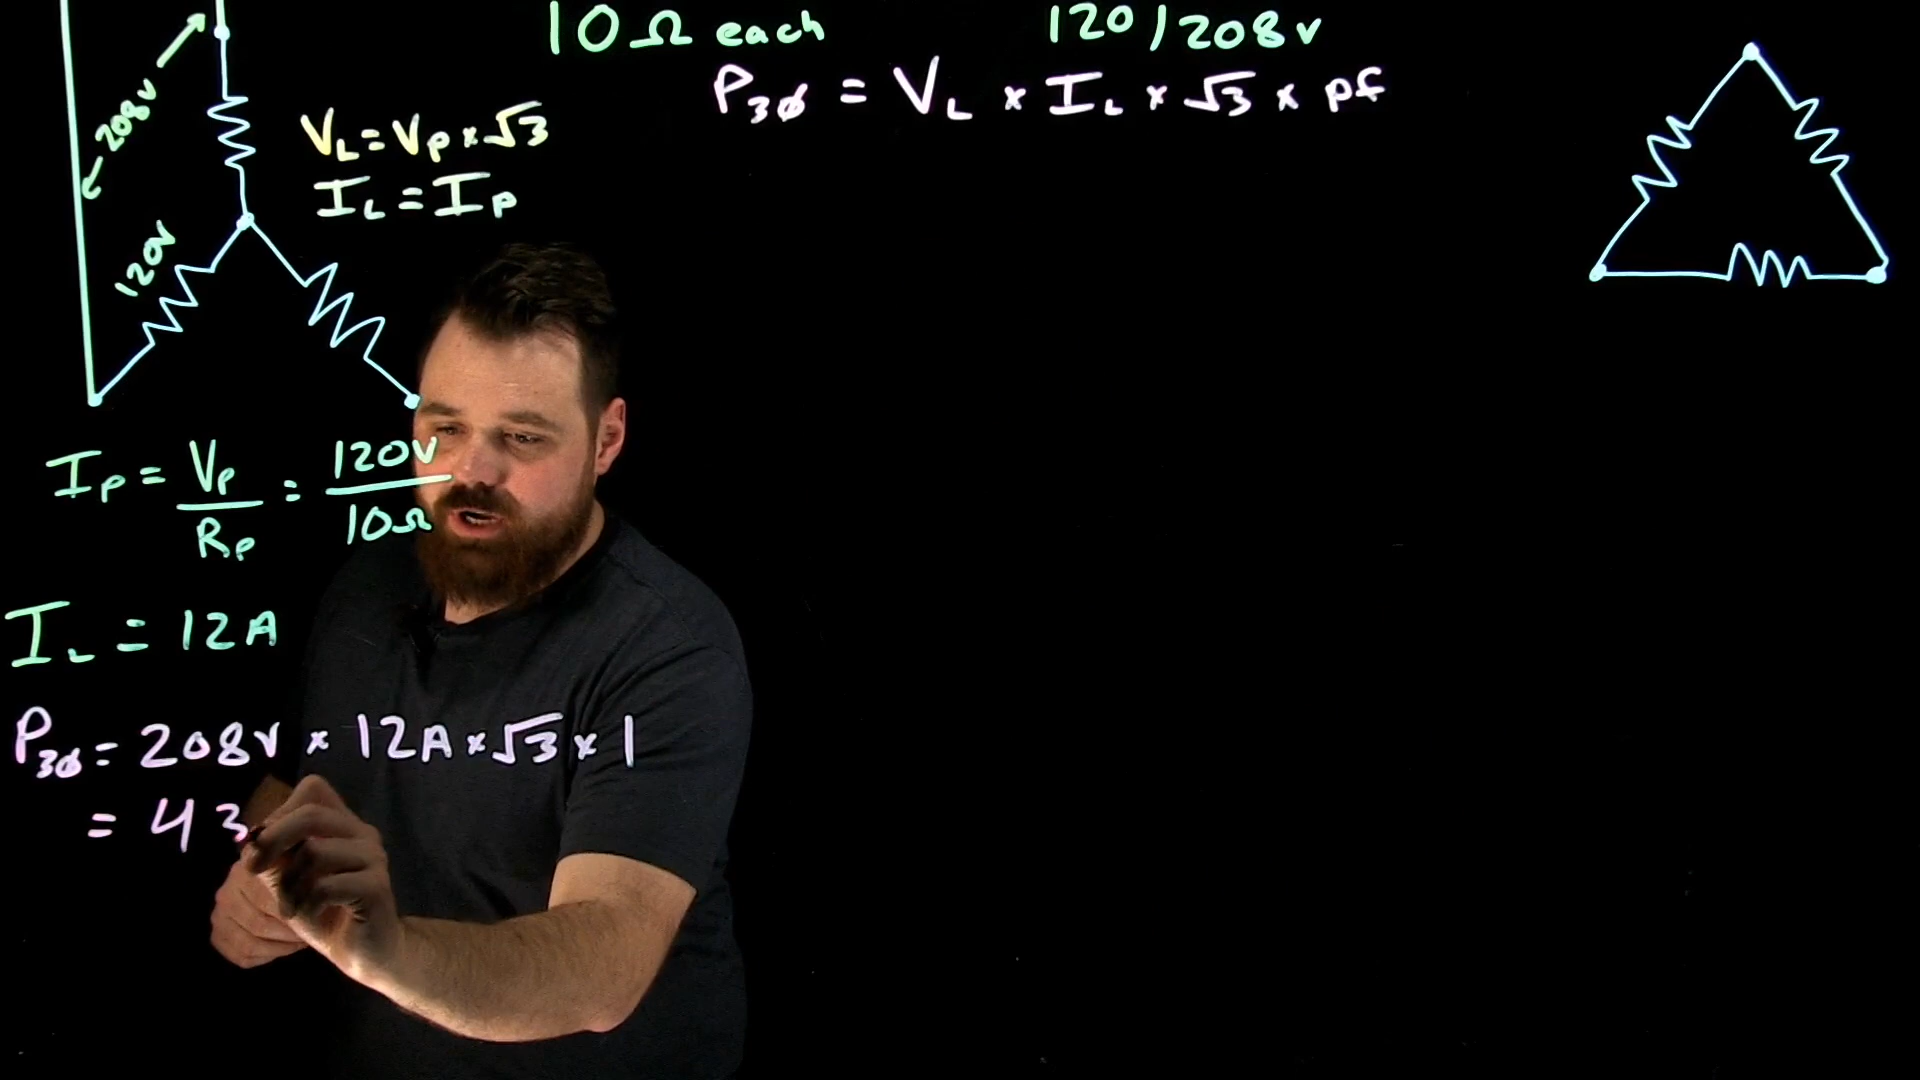 10Ω each
120/208v
P3ø = VL × IL × √3 × pf
208v
VL = VP × √3
IL = IP
120v
IP = VP/RP = 120V/10Ω
IL = 12A
P3ø = 208V × 12A × √3 × 1
= 43